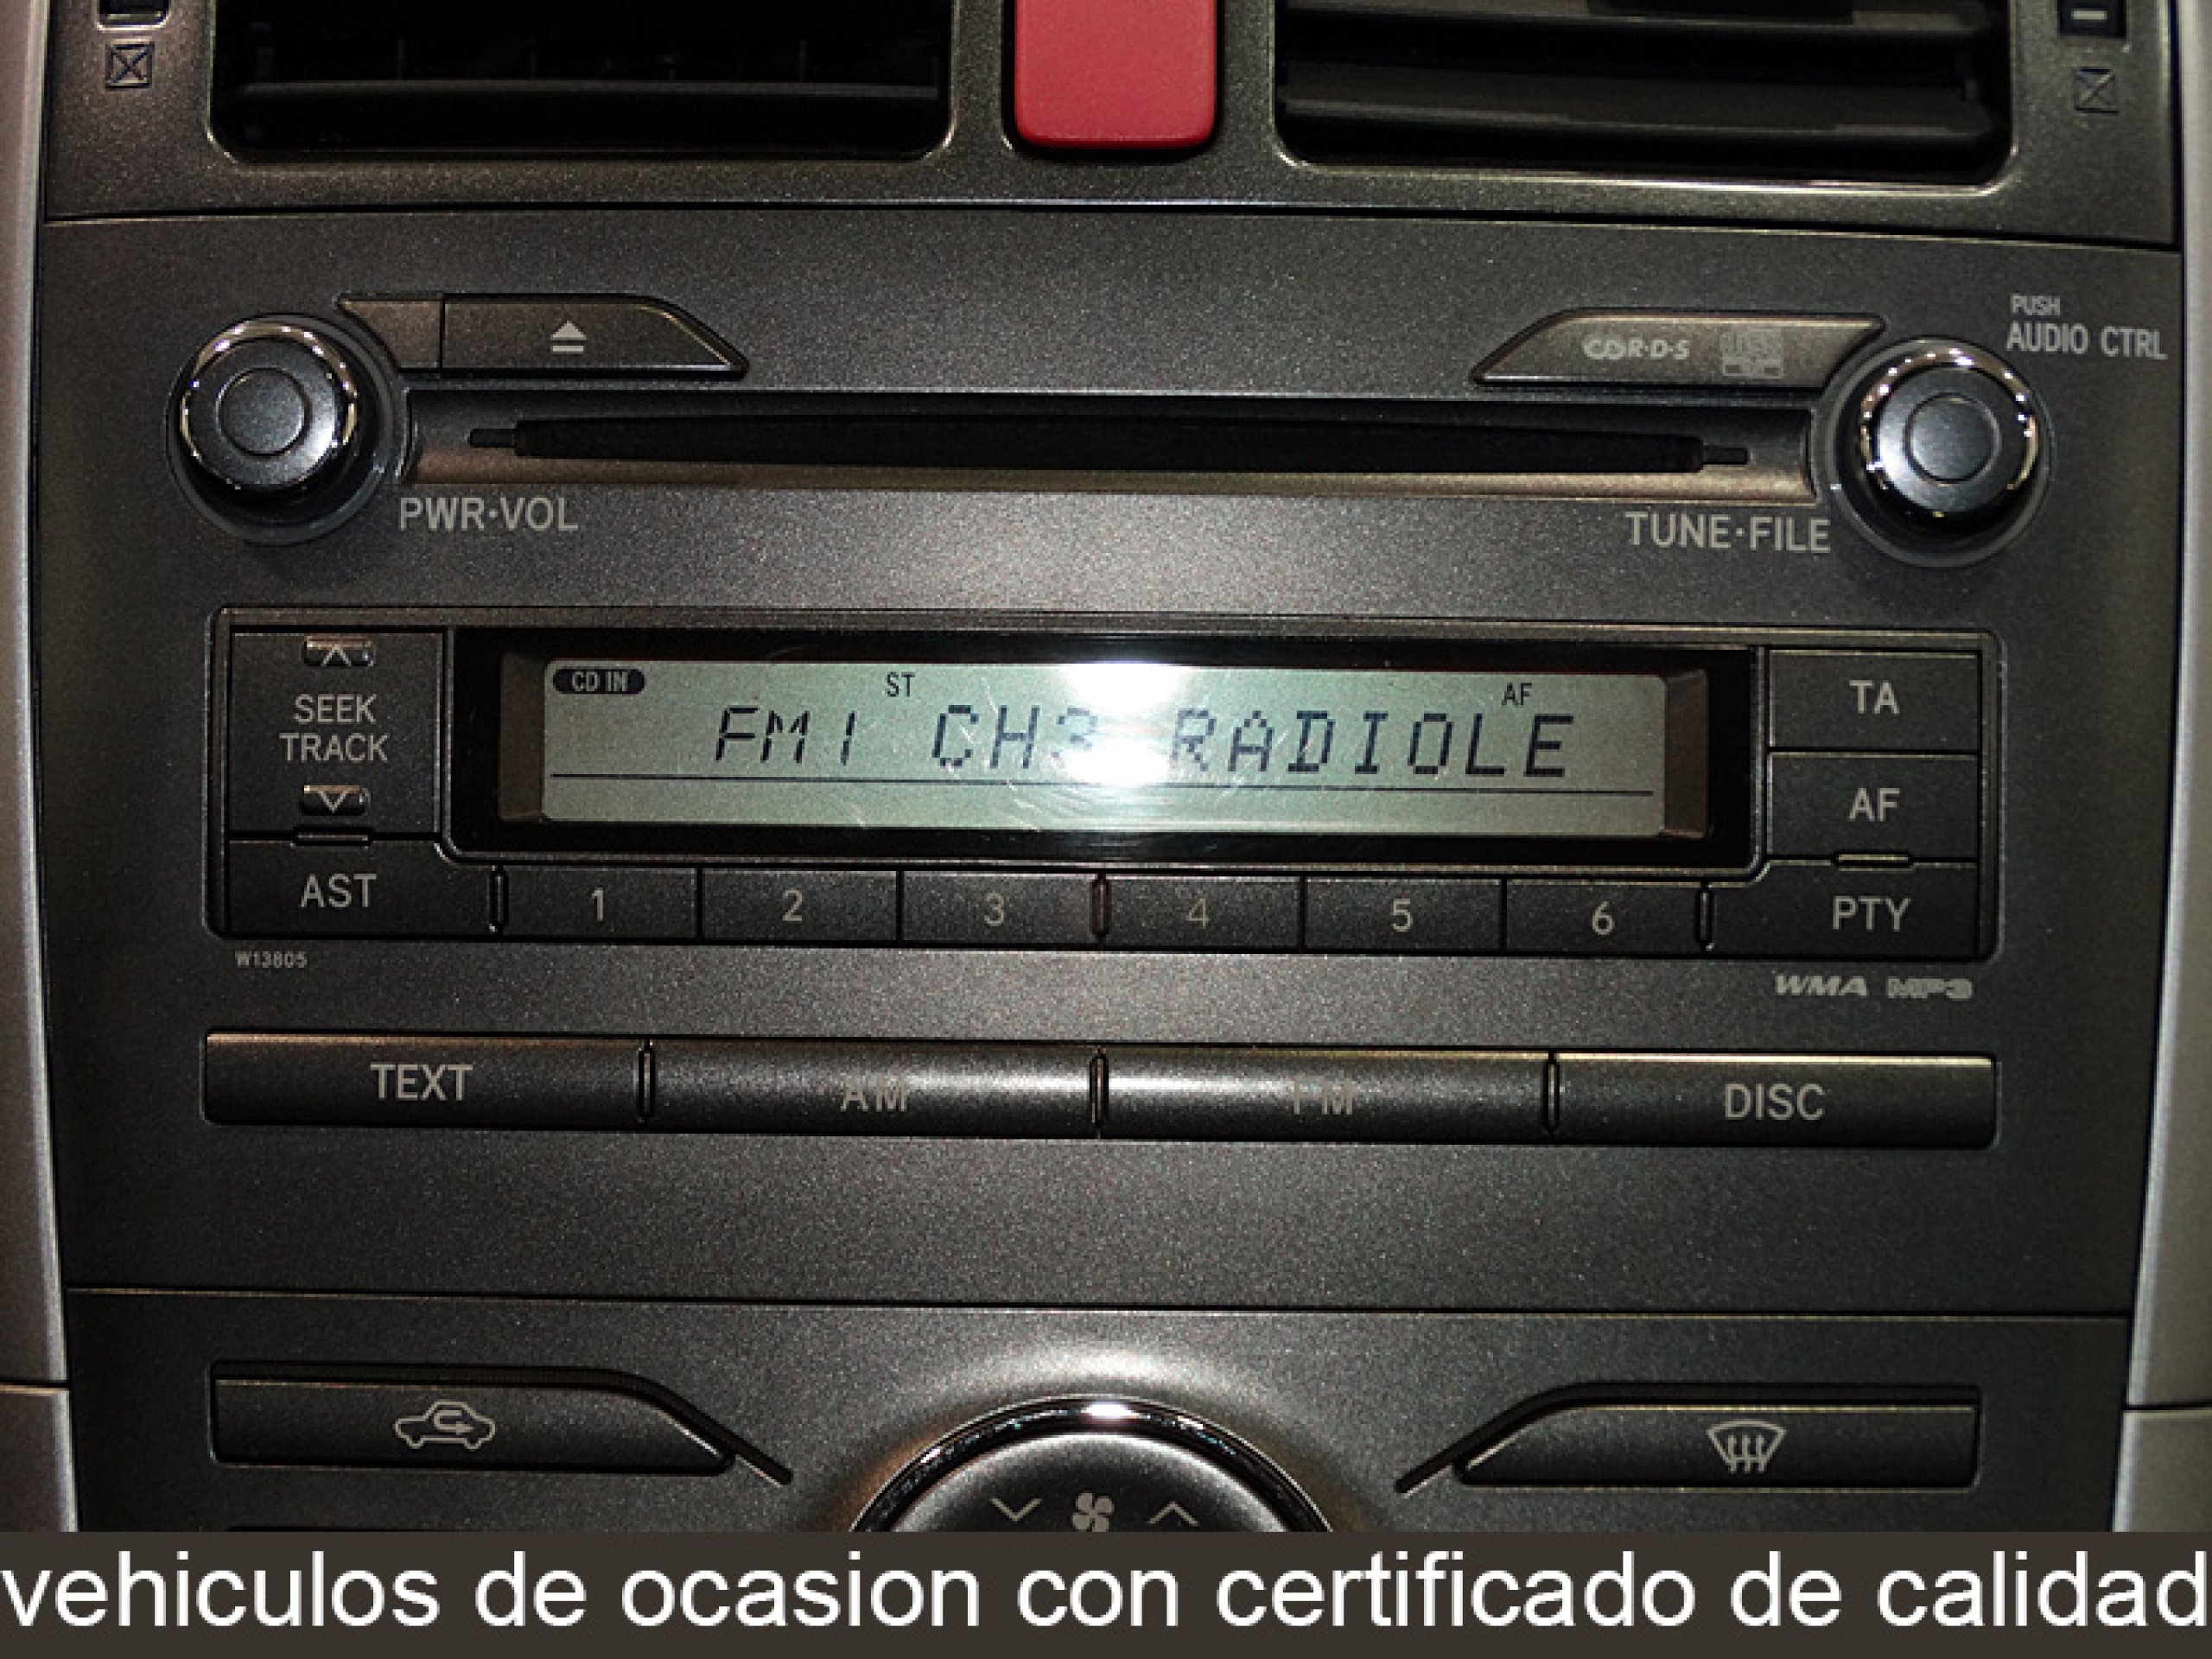 PUSH
AUDIO CTRL
R·D·S
PWR·VOL
TUNE·FILE
CD IN
ST
AF
FM1 CH3 RADIOLE
SEEK
TRACK
TA
AF
AST
1
2
3
4
5
6
PTY
W13805
WMA MP3
TEXT
AM
FM
DISC
vehiculos de ocasion con certificado de calidad